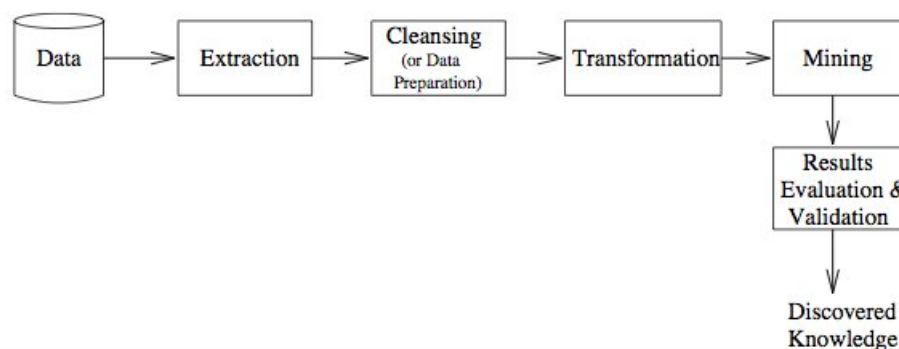 Data
Extraction
Cleansing
(or Data
Preparation)
Transformation
Mining
Results
Evaluation &
Validation
Discovered
Knowledge